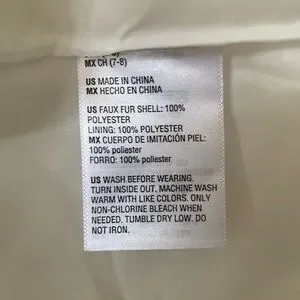 MX CH (7-8)
US MADE IN CHINA
MX HECHO EN CHINA
US FAUX FUR SHELL: 100%
POLYESTER
LINING: 100% POLYESTER
MX CUERPO DE IMITACIÓN PIEL:
100% poliester
FORRO: 100% poliester
US WASH BEFORE WEARING.
TURN INSIDE OUT. MACHINE WASH
WARM WITH LIKE COLORS. ONLY
NON-CHLORINE BLEACH WHEN
NEEDED. TUMBLE DRY LOW. DO
NOT IRON.